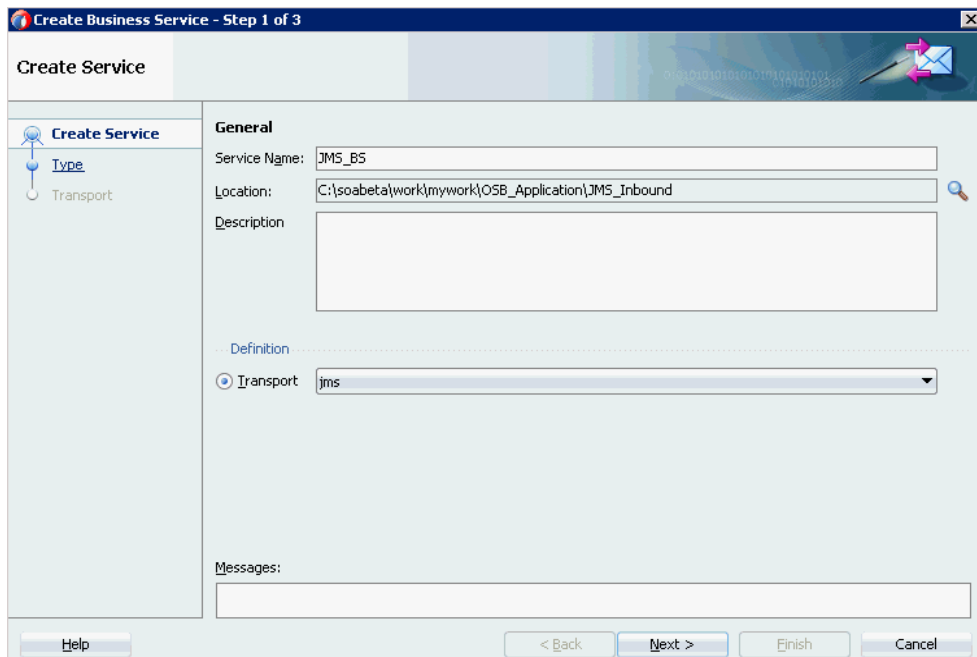 Create Business Service - Step 1 of 3
Create Service
Create Service
Type
Transport
General
Service Name: JMS_BS
Location: C:\soabeta\work\mywork\OSB_Application\JMS_Inbound
Description
Definition
Transport jms
Messages:
Help < Back Next > Finish Cancel